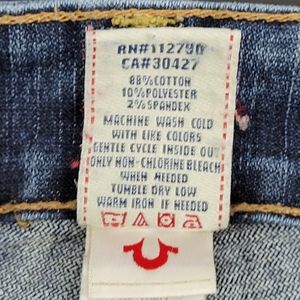 RN#112790
CA#30427
88%COTTON
10%POLYESTER
2%SPANDEX
MACHINE WASH COLD
WITH LIKE COLORS
GENTLE CYCLE INSIDE OUT
ONLY NON-CHLORINE BLEACH
WHEN NEEDED
TUMBLE DRY LOW
WARM IRON IF NEEDED